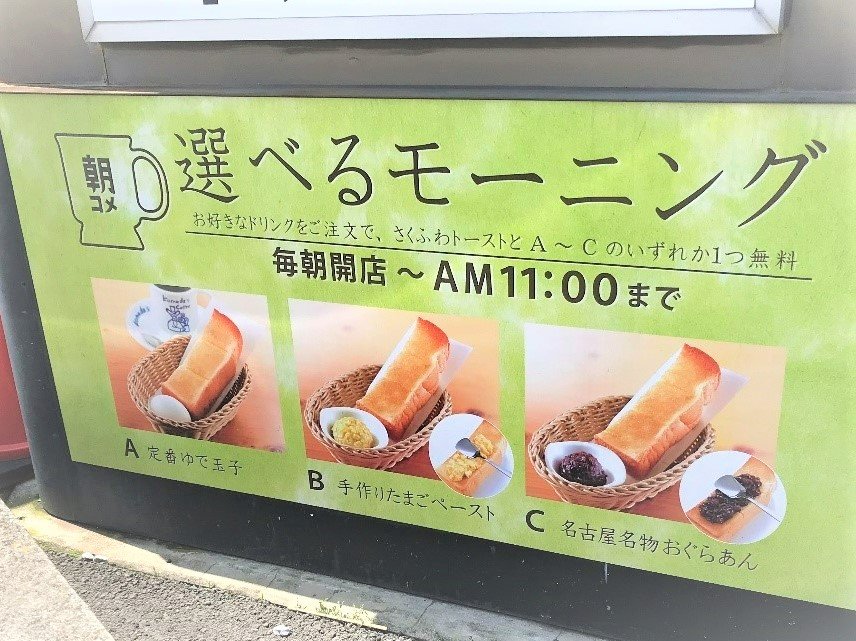 朝
コメ
選べるモーニング
お好きなドリンクをご注文で、さくふわトーストとA～Cのいずれか1つ無料
毎朝開店～AM11:00まで
A 定番ゆで玉子
B 手作りたまごペースト
C 名古屋名物おぐらあん